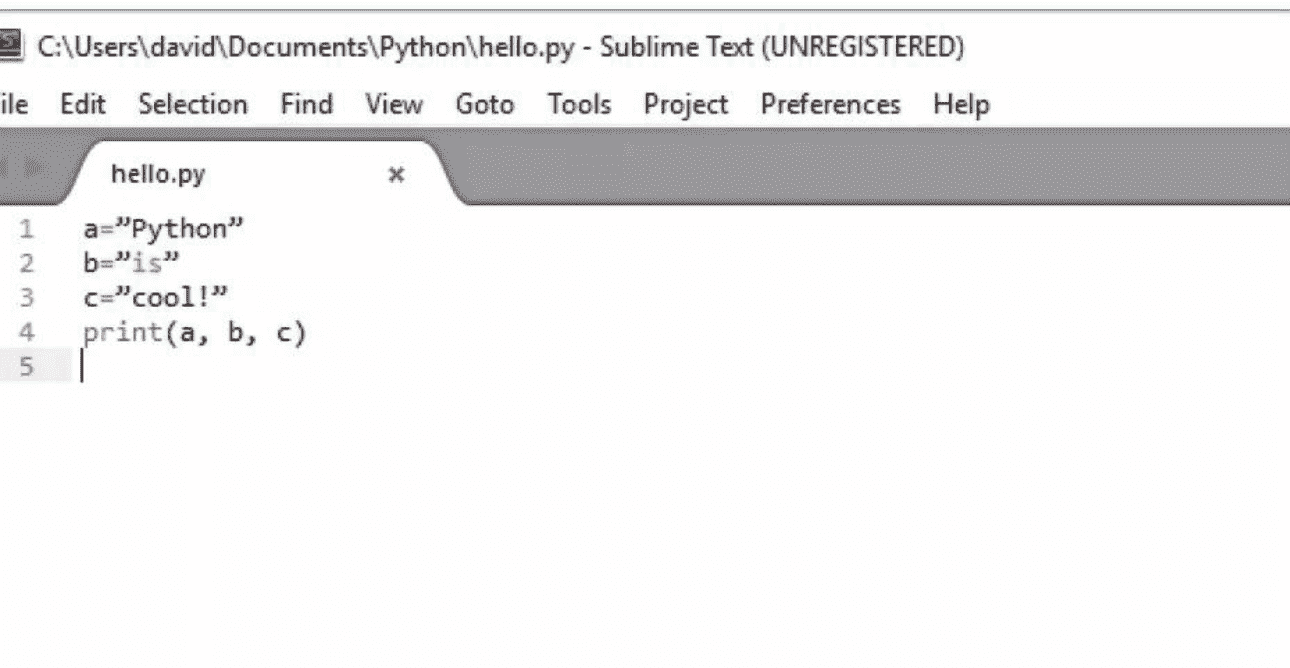 C:\Users\david\Documents\Python\hello.py - Sublime Text (UNREGISTERED)
ile Edit Selection Find View Goto Tools Project Preferences Help
hello.py ×
1 a=”Python”
2 b=”is”
3 c=”cool!”
4 print(a, b, c)
5